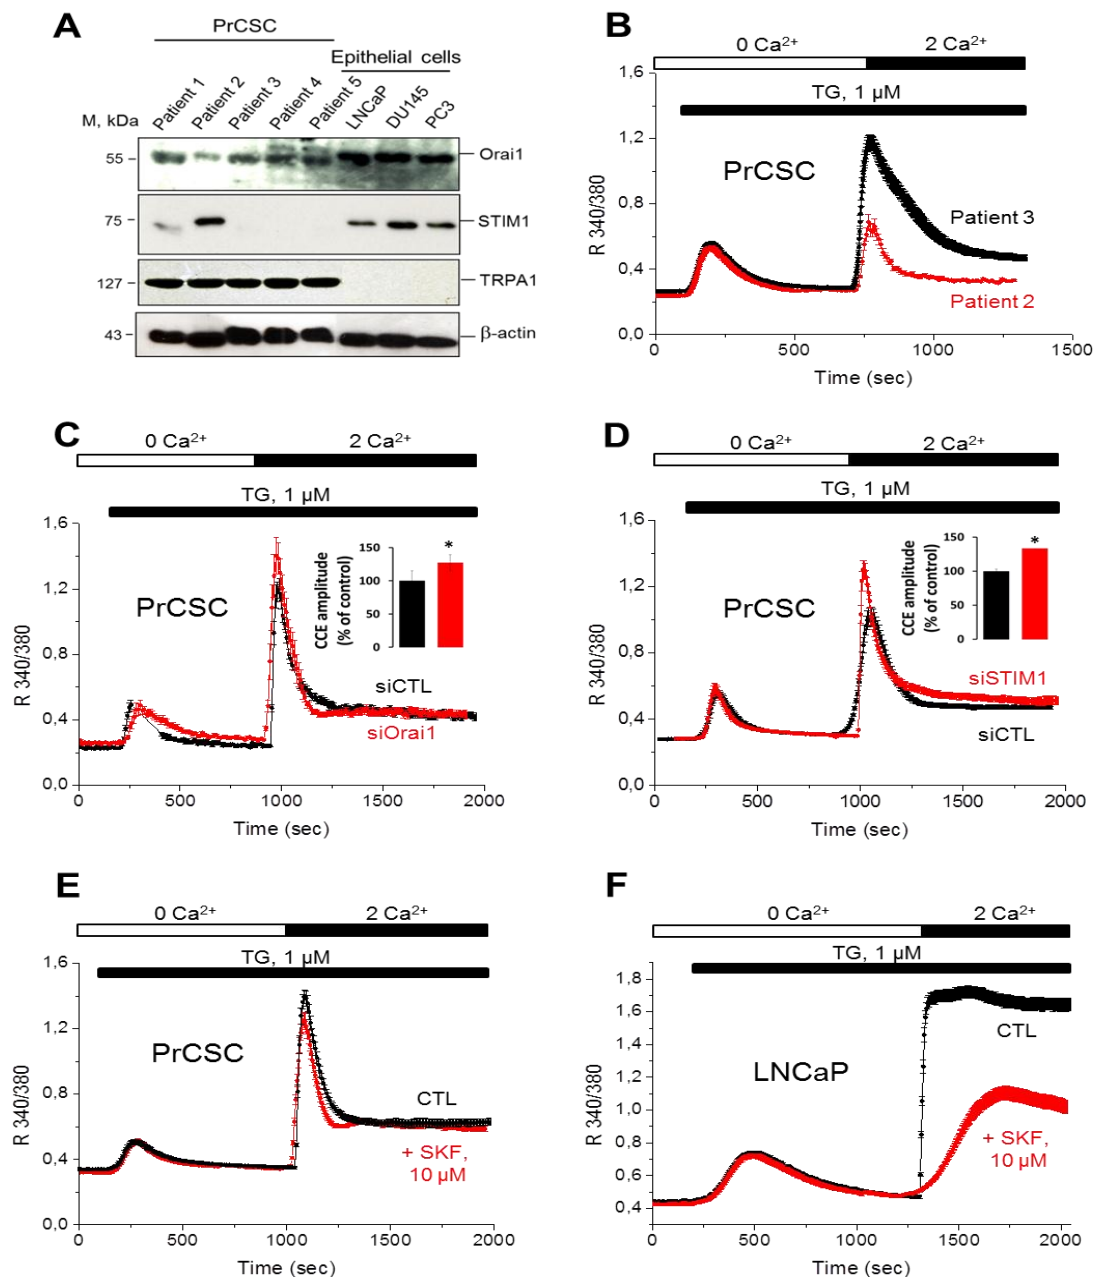 A
PrCSC
Epithelial cells
Patient 1
Patient 2
Patient 3
Patient 4
Patient 5
LNCaP
DU145
PC3
M, kDa
55
Orai1
75
STIM1
127
TRPA1
43
β-actin
B
0 Ca²⁺
2 Ca²⁺
TG, 1 µM
1,6
1,2
0,8
0,4
0,0
R 340/380
PrCSC
Patient 3
Patient 2
0
500
1000
1500
Time (sec)
C
0 Ca²⁺
2 Ca²⁺
TG, 1 µM
1,6
1,2
0,8
0,4
0,0
R 340/380
PrCSC
CCE amplitude
(% of control)
150
100
50
0
*
siCTL
siOrai1
0
500
1000
1500
2000
Time (sec)
D
0 Ca²⁺
2 Ca²⁺
TG, 1 µM
1,6
1,2
0,8
0,4
0,0
R 340/380
PrCSC
CCE amplitude
(% of control)
150
100
50
0
*
siSTIM1
siCTL
0
500
1000
1500
2000
Time (sec)
E
0 Ca²⁺
2 Ca²⁺
TG, 1 µM
1,6
1,2
0,8
0,4
0,0
R 340/380
PrCSC
CTL
+ SKF,
10 µM
0
500
1000
1500
2000
Time (sec)
F
0 Ca²⁺
2 Ca²⁺
TG, 1 µM
1,8
1,6
1,4
1,2
1,0
0,8
0,6
0,4
R 340/380
LNCaP
CTL
+ SKF,
10 µM
0
500
1000
1500
2000
Time (sec)